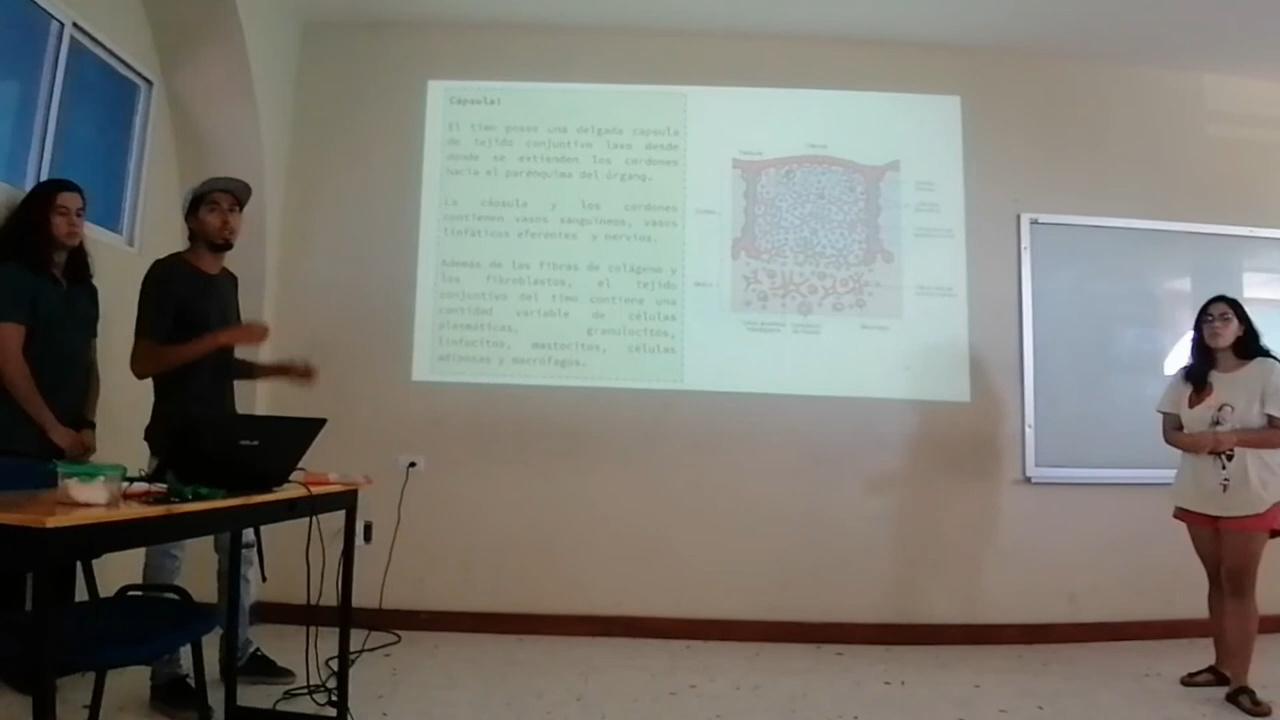 Cápsula:
El timo posee una delgada capsula
de tejido conjuntivo laxo desde
donde se extienden los cordones
hacia el parénquima del órgano.
La cápsula y los cordones
contienen vasos sanguíneos, vasos
linfáticos eferentes y nervios.
Además de las fibras de colágeno y
los fibroblastos, el tejido
conjuntivo del timo contiene una
cantidad variable de células
plasmáticas, granulocitos,
linfocitos, mastocitos, células
adiposas y macrófagos.
ASUS